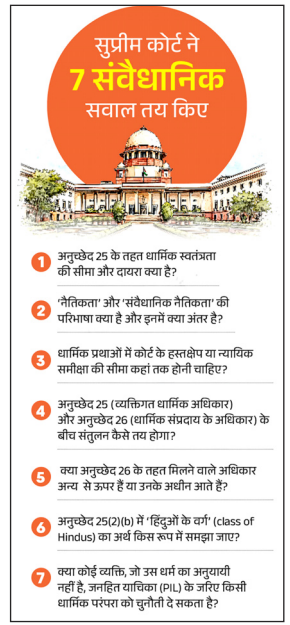 सुप्रीम कोर्ट ने
7 संवैधानिक
सवाल तय किए
1 अनुच्छेद 25 के तहत धार्मिक स्वतंत्रता
की सीमा और दायरा क्या है?
2 'नैतिकता' और 'संवैधानिक नैतिकता' की
परिभाषा क्या है और इनमें क्या अंतर है?
3 धार्मिक प्रथाओं में कोर्ट के हस्तक्षेप या न्यायिक
समीक्षा की सीमा कहां तक होनी चाहिए?
4 अनुच्छेद 25 (व्यक्तिगत धार्मिक अधिकार)
और अनुच्छेद 26 (धार्मिक संप्रदाय के अधिकार) के
बीच संतुलन कैसे तय होगा?
5 क्या अनुच्छेद 26 के तहत मिलने वाले अधिकार
अन्य से ऊपर हैं या उनके अधीन आते हैं?
6 अनुच्छेद 25(2)(b) में 'हिंदुओं के वर्ग' (class of
Hindus) का अर्थ किस रूप में समझा जाए?
7 क्या कोई व्यक्ति, जो उस धर्म का अनुयायी
नहीं है, जनहित याचिका (PIL) के जरिए किसी
धार्मिक परंपरा को चुनौती दे सकता है?